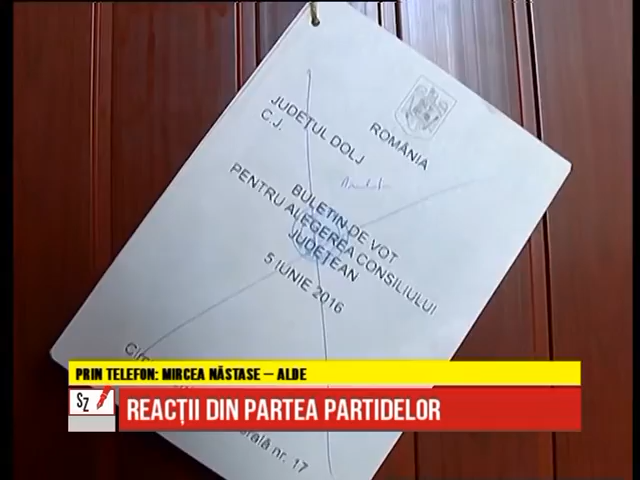 ROMÂNIA
JUDEȚUL DOLJ
C.J.
BULETIN DE VOT
PENTRU ALEGEREA CONSILIULUI
JUDEȚEAN
5 IUNIE 2016
PRIN TELEFON: MIRCEA NĂSTASE – ALDE
SZ
REACȚII DIN PARTEA PARTIDELOR
nr. 17